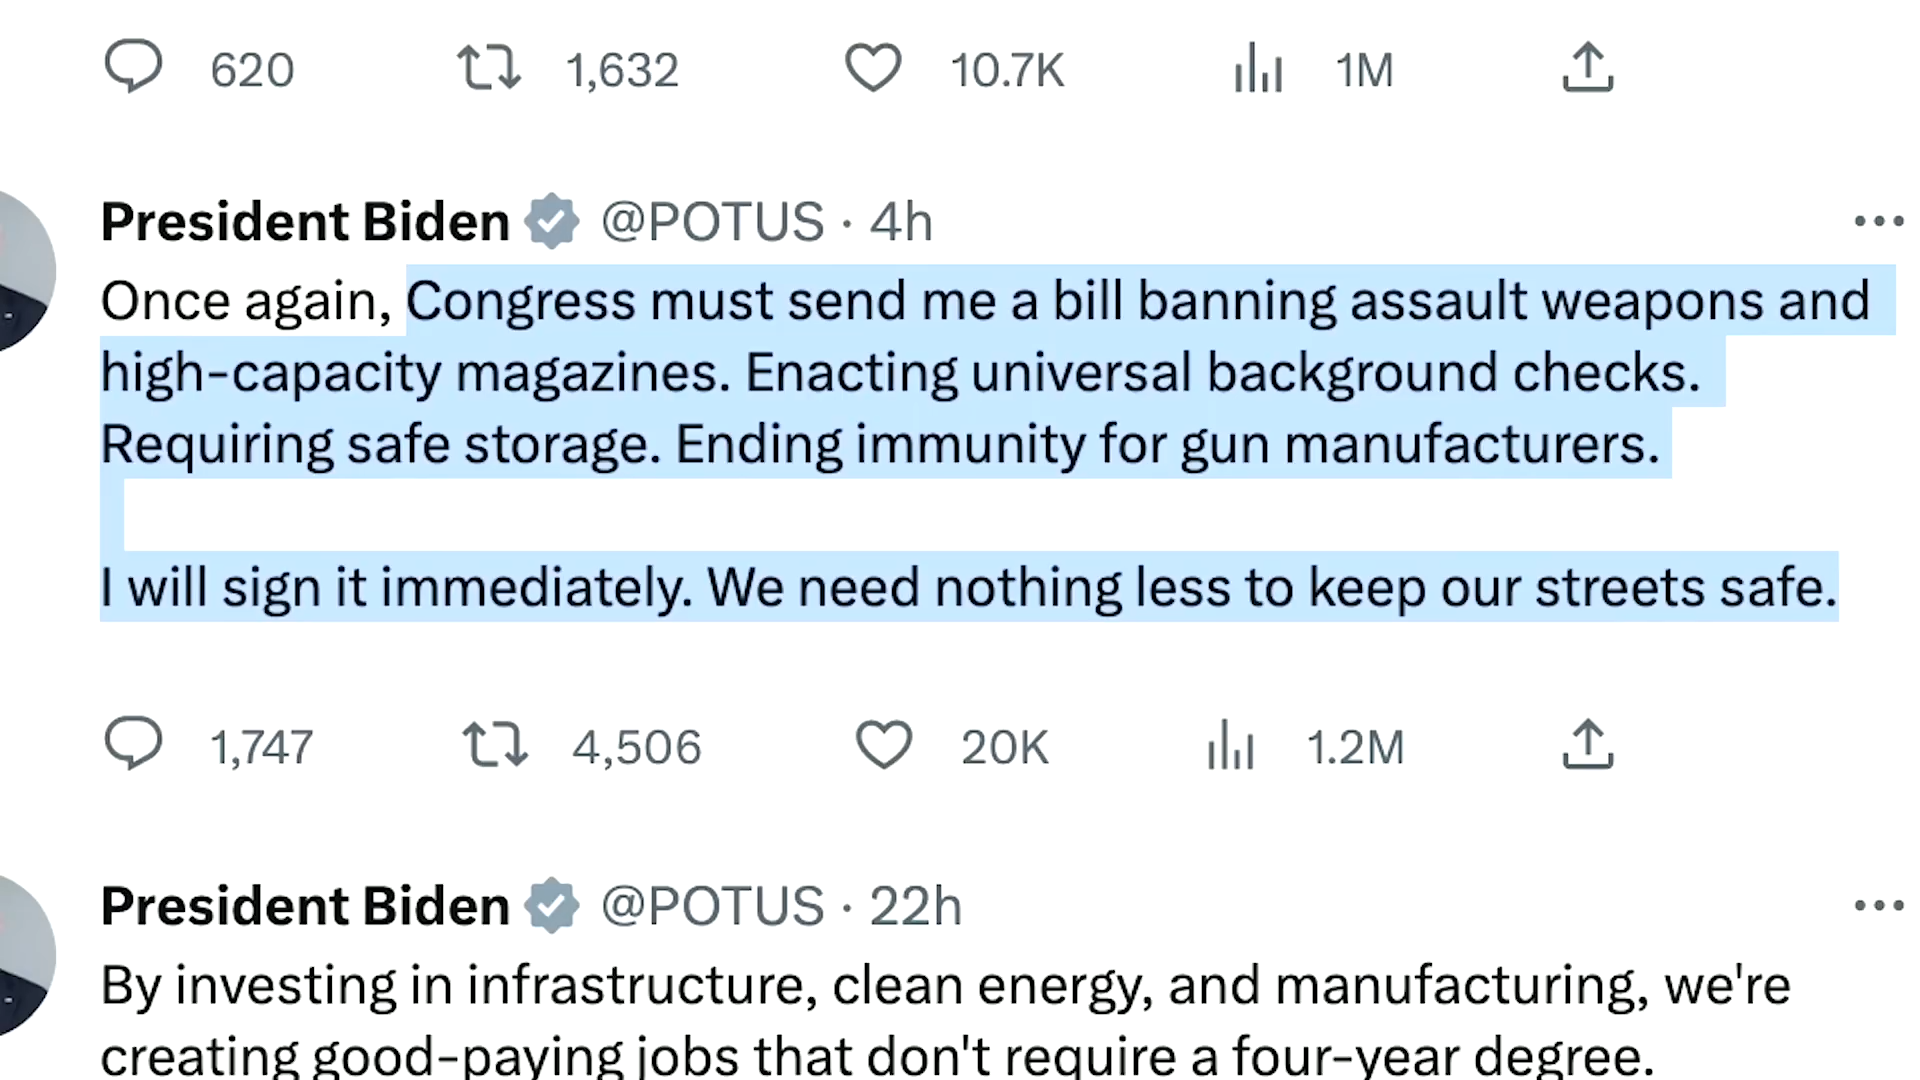 620 1,632 10.7K 1M
President Biden @POTUS · 4h
Once again, Congress must send me a bill banning assault weapons and
high-capacity magazines. Enacting universal background checks.
Requiring safe storage. Ending immunity for gun manufacturers.
I will sign it immediately. We need nothing less to keep our streets safe.
1,747 4,506 20K 1.2M
President Biden @POTUS · 22h
By investing in infrastructure, clean energy, and manufacturing, we're
creating good-paying jobs that don't require a four-year degree.